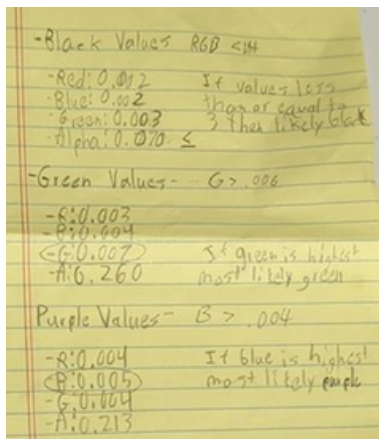 -Black Values RGB
-Red: 0.002 If values less
-Blue: 0.002 than or equal to
-Green: 0.003 3 then likely black
-Alpha: 0.070 ≤
-Green Values-- G > .006
-R:0.003
-B:0.004
-G:0.007 If green is highest
-A:0.260 most likely green
Purple Values- B > .004
-R:0.004 If blue is highest
-B:0.005 most likely purple
-G:0.004
-A:0.213